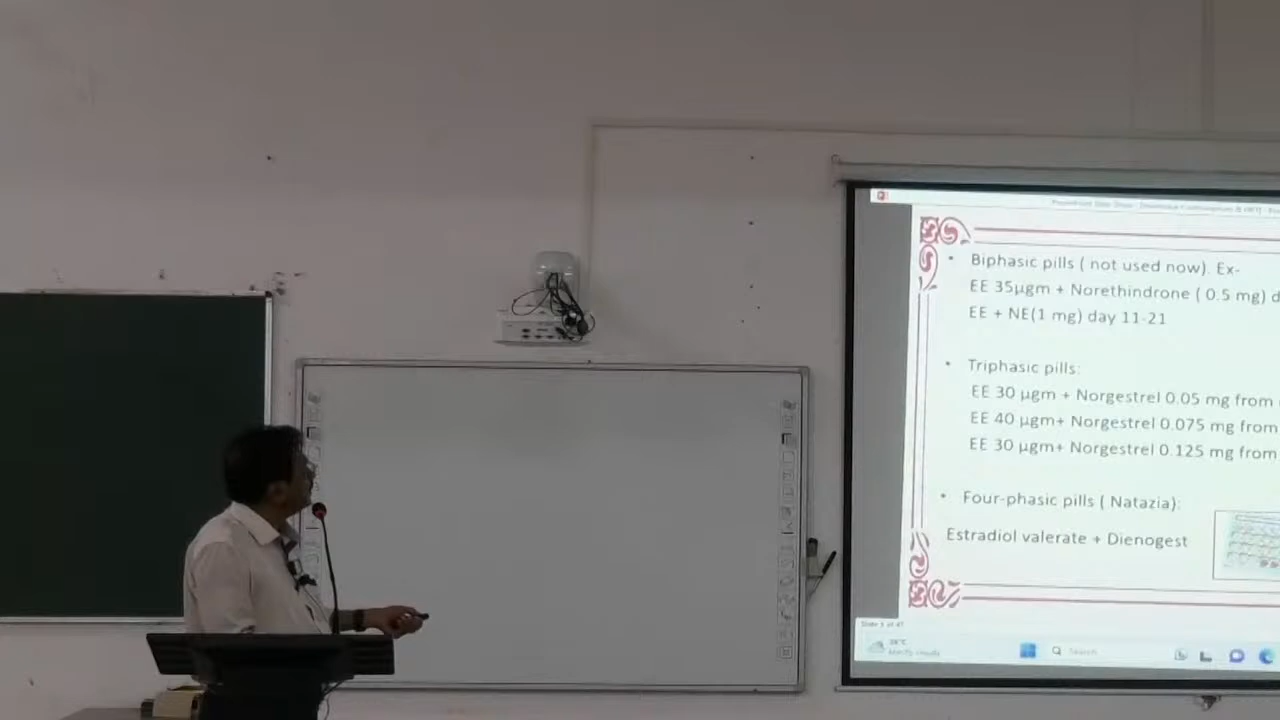 • Biphasic pills ( not used now). Ex-
EE 35μgm + Norethindrone ( 0.5 mg) d
EE + NE(1 mg) day 11-21
• Triphasic pills:
EE 30 μgm + Norgestrel 0.05 mg from
EE 40 μgm+ Norgestrel 0.075 mg from
EE 30 μgm+ Norgestrel 0.125 mg from
• Four-phasic pills ( Natazia):
Estradiol valerate + Dienogest
Search